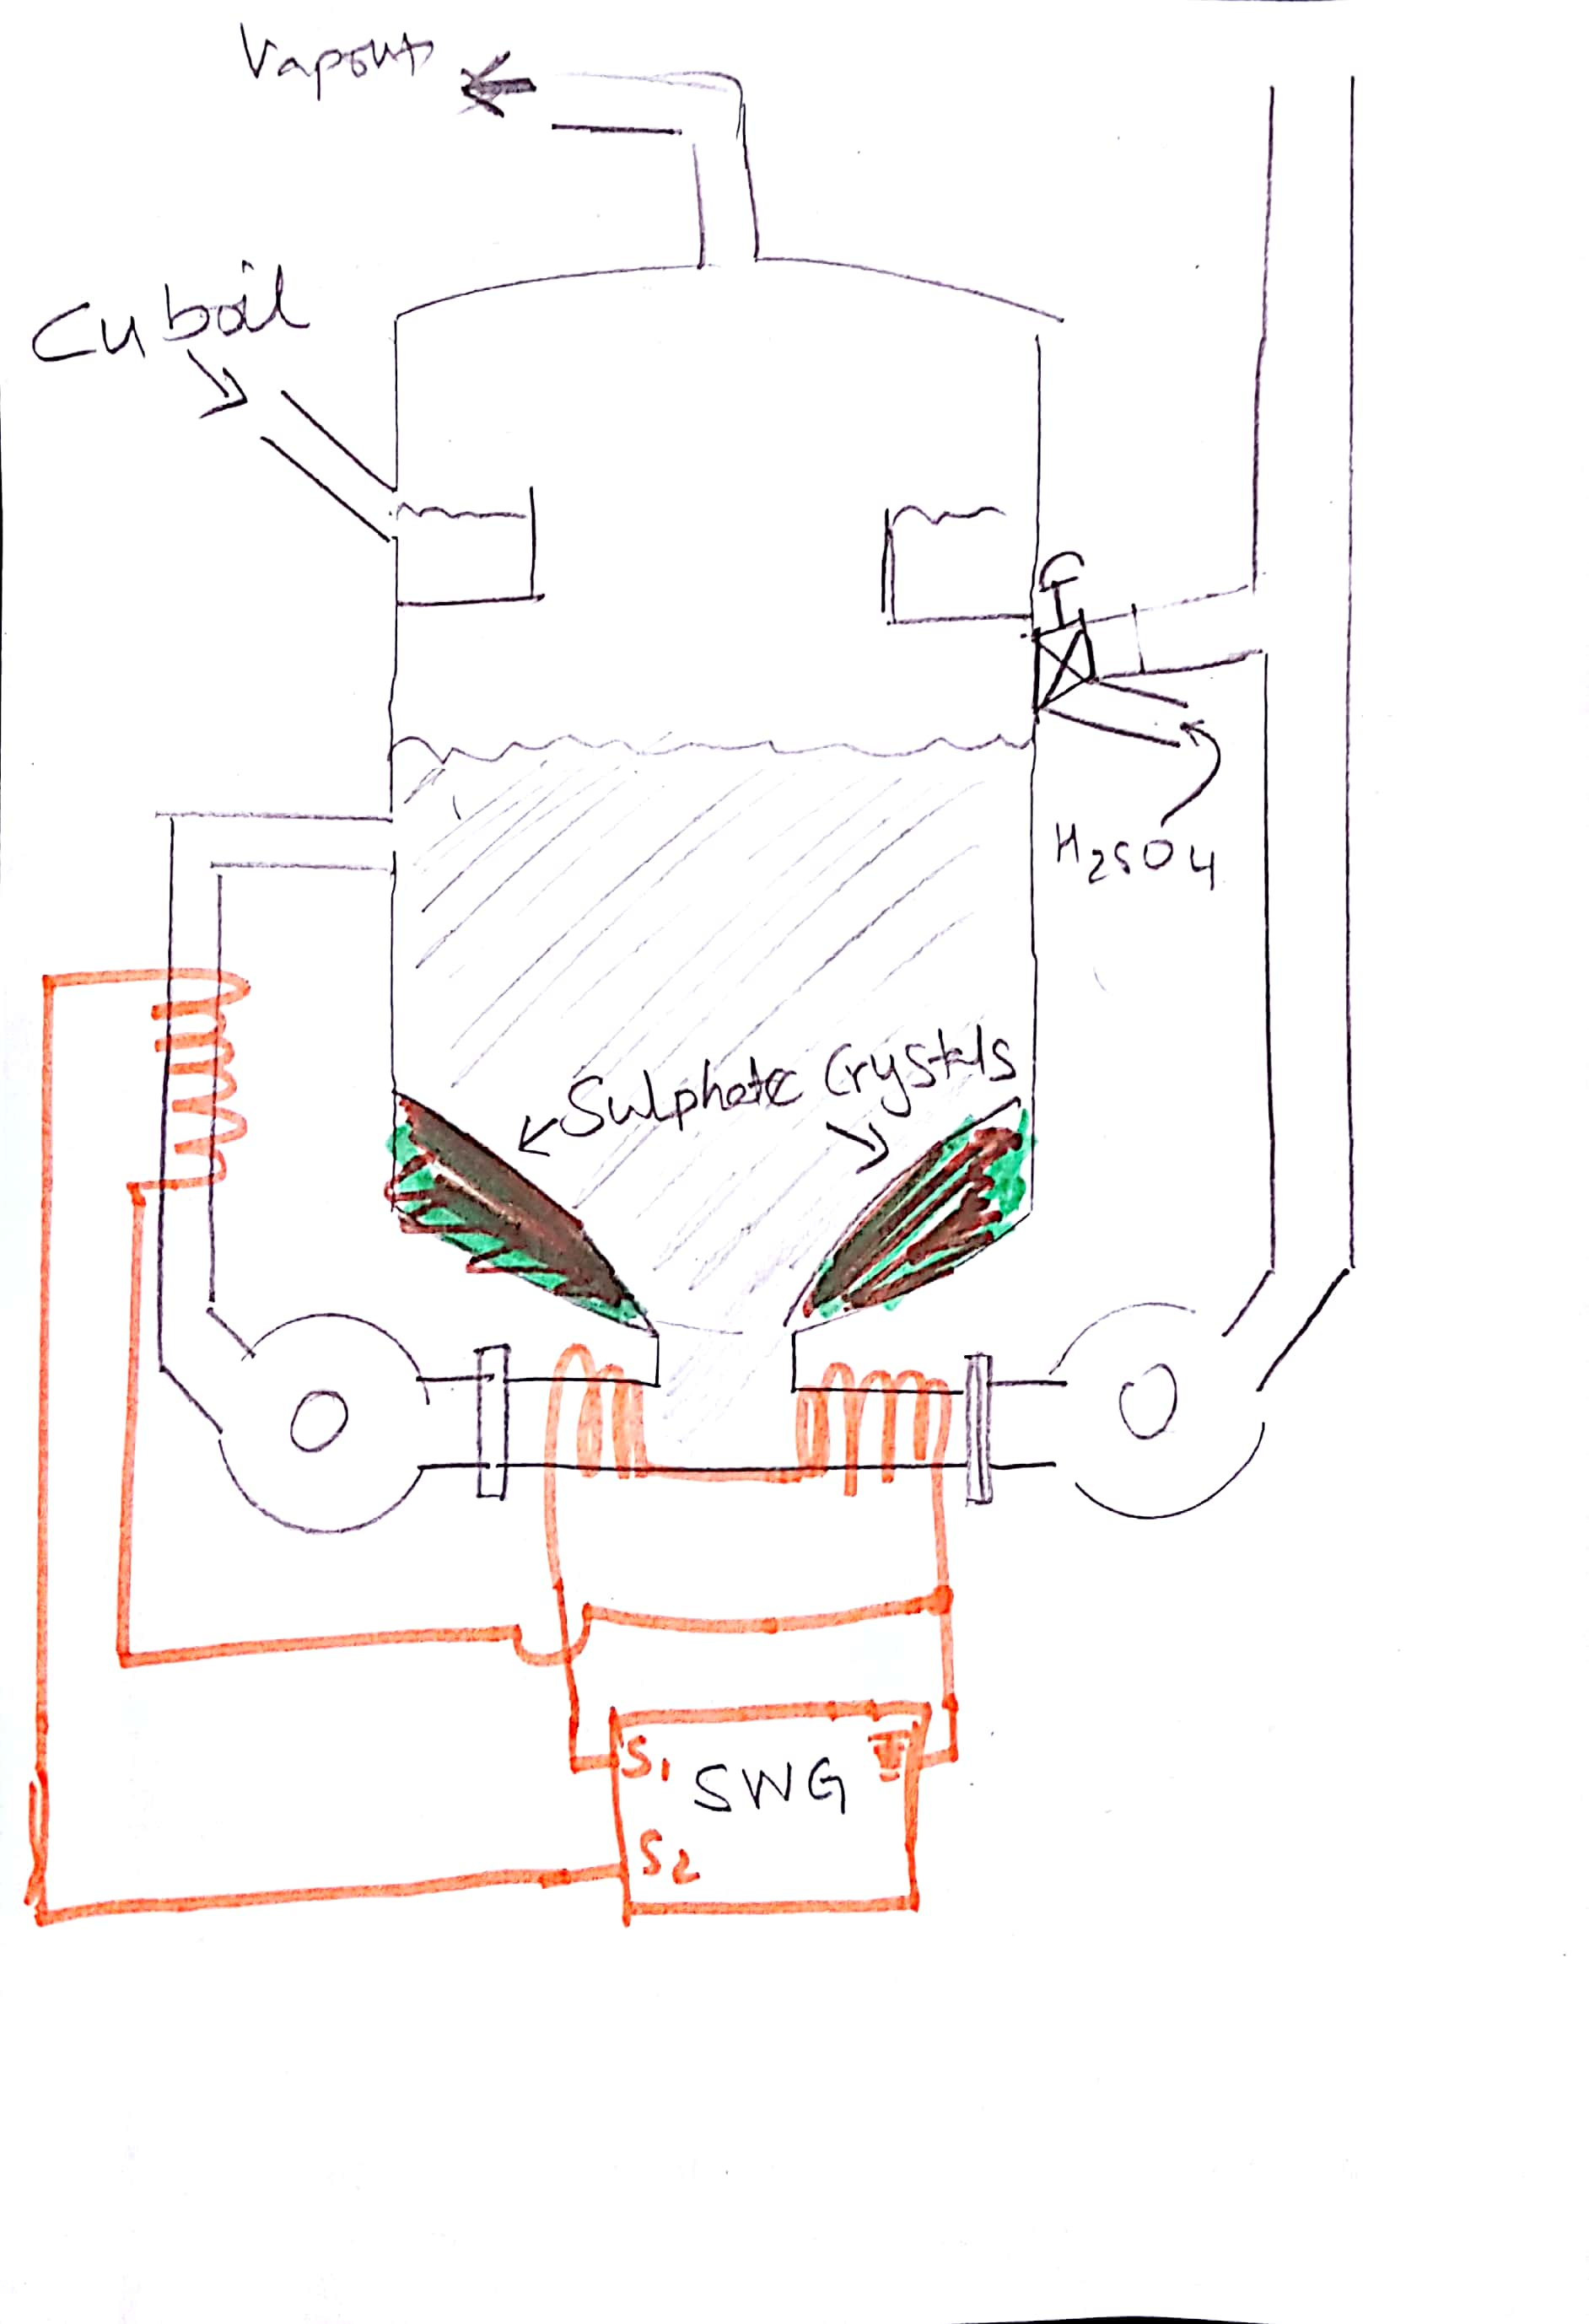 Vapours
Cu boil
H2SO4
Sulphate Crystals
S1
SWG
S2